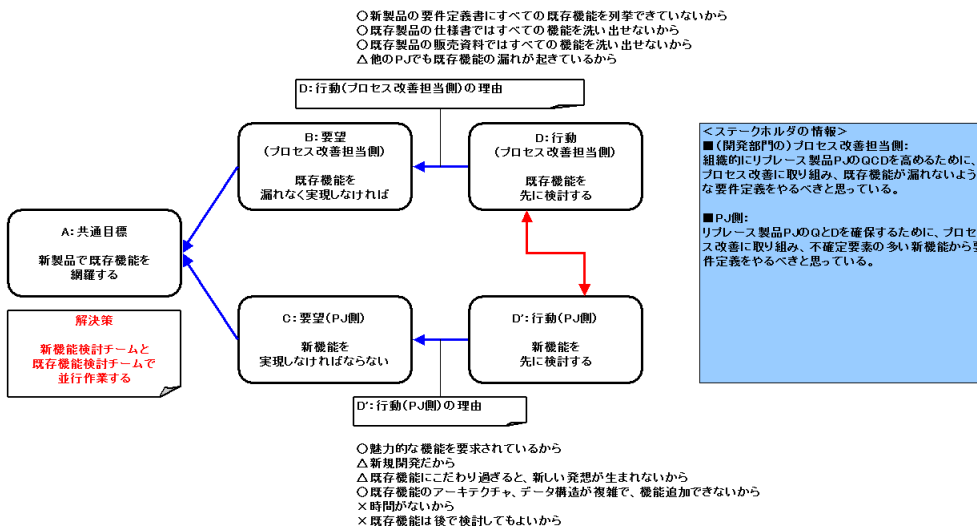 ○新製品の要件定義書にすべての既存機能を列挙できていないから
○既存製品の仕様書ではすべての機能を洗い出せないから
○既存製品の販売資料ではすべての機能を洗い出せないから
△他のPJでも既存機能の漏れが起きているから
D:行動(プロセス改善担当側)の理由
B:要望
(プロセス改善担当側)
既存機能を
漏れなく実現しなければ
D:行動
(プロセス改善担当側)
既存機能を
先に検討する
A:共通目標
新製品で既存機能を
網羅する
解決策
新機能検討チームと
既存機能検討チームで
並行作業する
C:要望(PJ側)
新機能を
実現しなければならない
D':行動(PJ側)
新機能を
先に検討する
D':行動(PJ側)の理由
○魅力的な機能を要求されているから
△新規開発だから
△既存機能にこだわり過ぎると、新しい発想が生まれないから
○既存機能のアーキテクチャ、データ構造が複雑で、機能追加できないから
×時間がないから
×既存機能は後で検討してもよいから
<ステークホルダの情報>
■(開発部門の)プロセス改善担当側:
組織的にリプレース製品PJのQCDを高めるために、
プロセス改善に取り組み、既存機能が漏れないよう
な要件定義をやるべきと思っている。
■PJ側:
リプレース製品PJのQとDを確保するために、プロセ
ス改善に取り組み、不確定要素の多い新機能から要
件定義をやるべきと思っている。